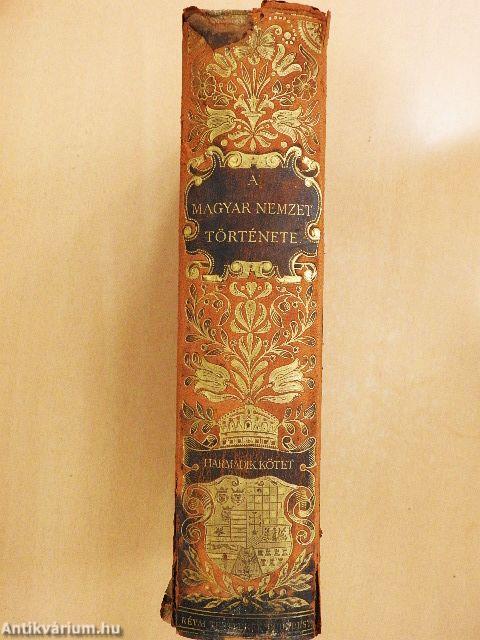 A
MAGYAR NEMZET
TÖRTÉNETE
HARMADIK KÖTET
Antikvárium.hu